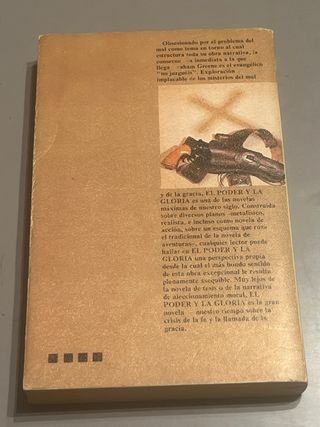 Obsesionado por el problema del
mal como tema en torno al cual
estructura toda su obra narrativa, la
consecue a inmediata a la que
llega aham Greene es el evangélico
"no juzguéis". Exploración
implacable de los misterios del mal
y de la gracia, EL PODER Y LA
GLORIA es una de las novelas
máximas de nuestro siglo. Construida
sobre diversos planos -metafísico,
realista, e incluso como novela de
acción, sobre un esquema que roza
el tradicional de la novela de
aventuras-, cualquier lector puede
hallar en EL PODER Y LA
GLORIA una perspectiva propia
desde la cual el más hondo sentido
de esta obra excepcional le resulta
plenamente asequible. Muy lejos de
la novela de tesis o de la narrativa
de aleccionamiento moral, EL
PODER Y LA GLORIA es la gran
novela nuestro tiempo sobre la
crisis de la fe y la llamada de la
gracia.